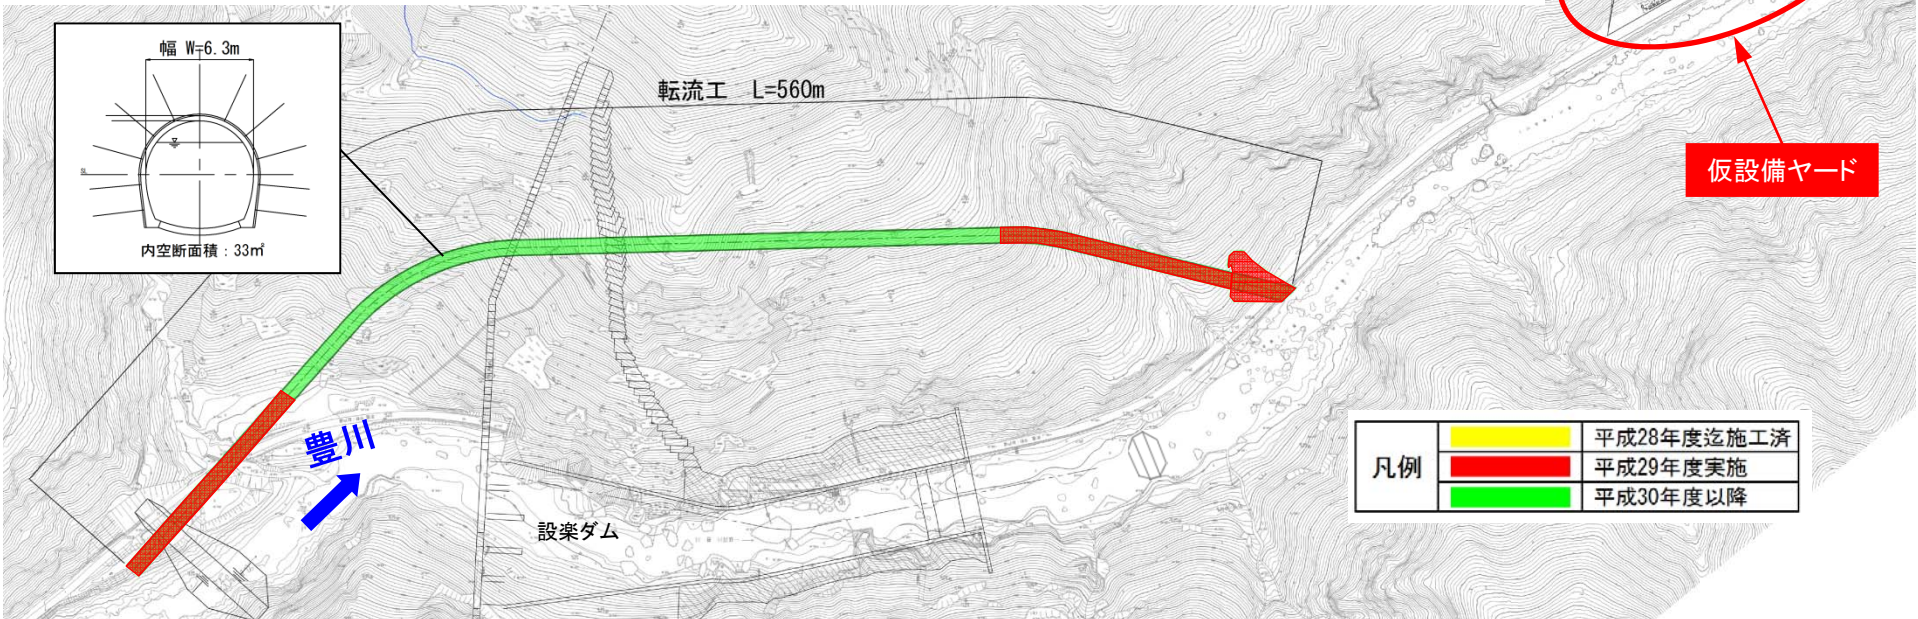 幅 W=6.3m
内空断面積：33㎡
転流工 L=560m
仮設備ヤード
豊川
設楽ダム
凡例
平成28年度迄施工済
平成29年度実施
平成30年度以降